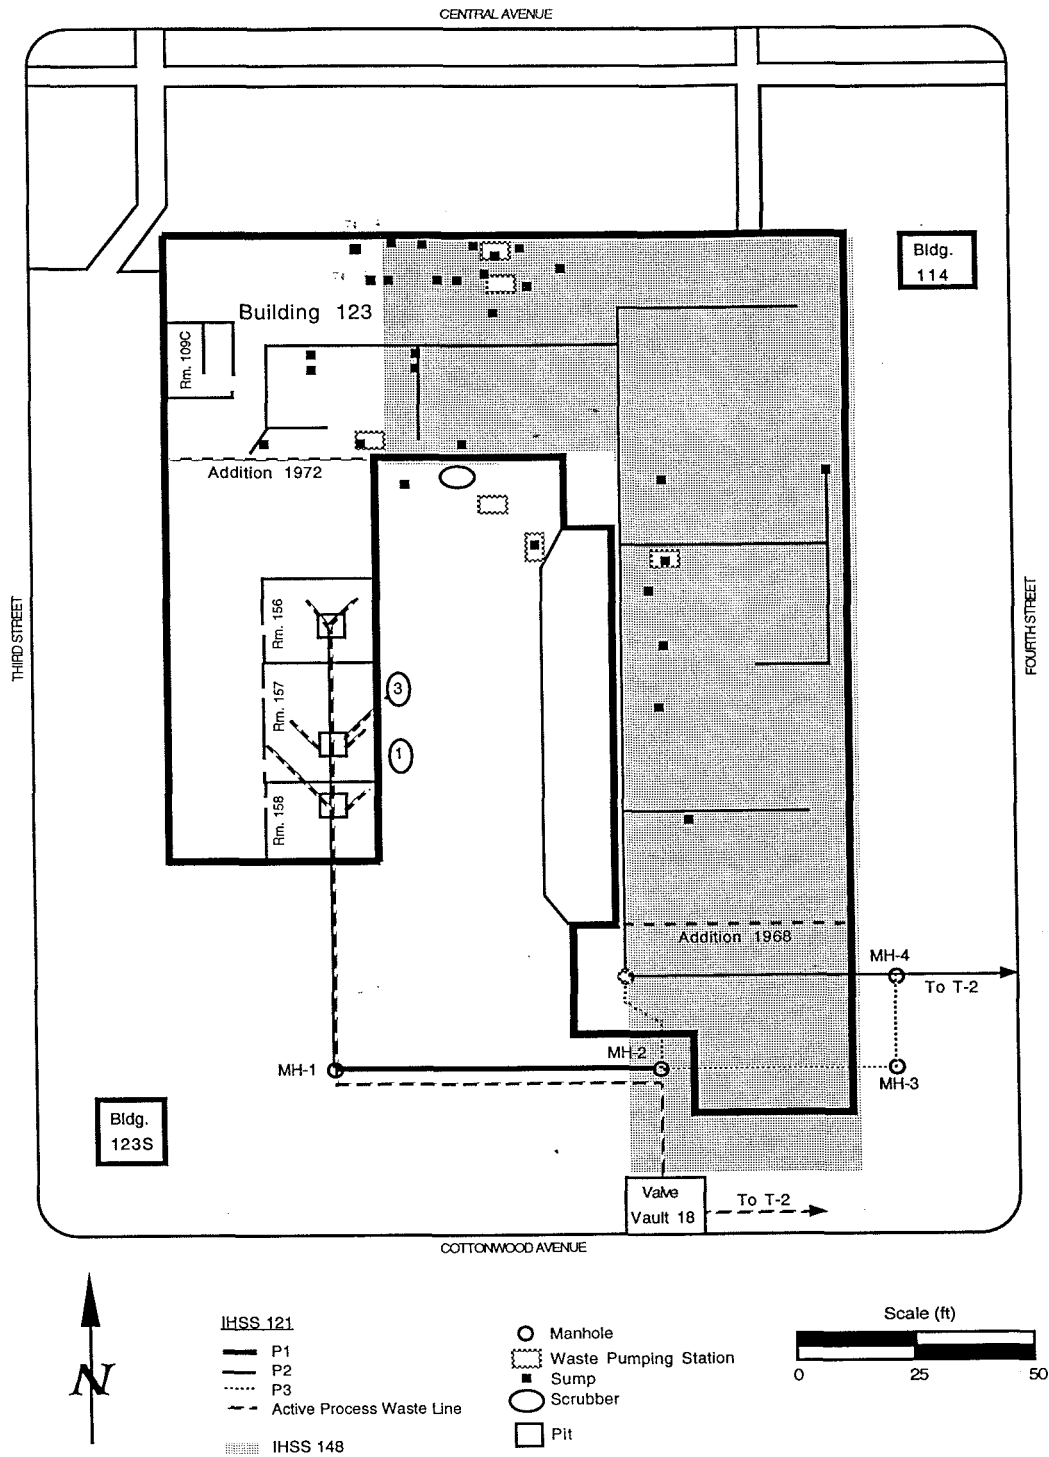 CENTRAL AVENUE
Bldg.
114
Building 123
Rm. 109C
Addition 1972
THIRD STREET
FOURTH STREET
Rm. 156
Rm. 157
3
1
Rm. 158
Addition 1968
MH-4
To T-2
MH-2
MH-1
MH-3
Bldg.
123S
Valve
Vault 18
To T-2
COTTONWOOD AVENUE
N
IHSS 121
P1
P2
P3
Active Process Waste Line
IHSS 148
Manhole
Waste Pumping Station
Sump
Scrubber
Pit
Scale (ft)
0 25 50